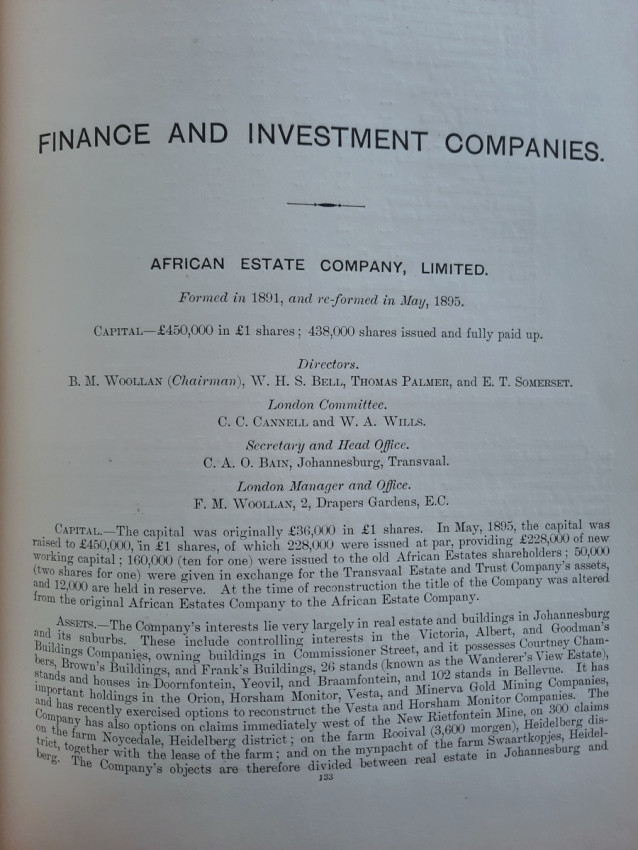 FINANCE AND INVESTMENT COMPANIES.
AFRICAN ESTATE COMPANY, LIMITED.
Formed in 1891, and re-formed in May, 1895.
CAPITAL—£450,000 in £1 shares; 438,000 shares issued and fully paid up.
Directors.
B. M. WOOLLAN (Chairman), W. H. S. BELL, THOMAS PALMER, and E. T. SOMERSET.
London Committee.
C. C. CANNELL and W. A. WILLS.
Secretary and Head Office.
C. A. O. BAIN, Johannesburg, Transvaal.
London Manager and Office.
F. M. WOOLLAN, 2, Drapers Gardens, E.C.
CAPITAL.—The capital was originally £36,000 in £1 shares. In May, 1895, the capital was
raised to £450,000, in £1 shares, of which 228,000 were issued at par, providing £228,000 of new
working capital; 160,000 (ten for one) were issued to the old African Estates shareholders; 50,000
(two shares for one) were given in exchange for the Transvaal Estate and Trust Company's assets,
and 12,000 are held in reserve. At the time of reconstruction the title of the Company was altered
from the original African Estates Company to the African Estate Company.
ASSETS.—The Company's interests lie very largely in real estate and buildings in Johannesburg
and its suburbs. These include controlling interests in the Victoria, Albert, and Goodman's
Buildings Companies, owning buildings in Commissioner Street, and it possesses Courtney Cham-
bers, Brown's Buildings, and Frank's Buildings, 26 stands (known as the Wanderer's View Estate),
stands and houses in Doornfontein, Yeovil, and Braamfontein, and 102 stands in Bellevue. It has
important holdings in the Orion, Horsham Monitor, Vesta, and Minerva Gold Mining Companies,
and has recently exercised options to reconstruct the Vesta and Horsham Monitor Companies. The
Company has also options on claims immediately west of the New Rietfontein Mine, on 300 claims
on the farm Noycedale, Heidelberg district; on the farm Rooival (3,600 morgen), Heidelberg dis-
trict, together with the lease of the farm; and on the mynpacht of the farm Swaartkopjes, Heidel-
berg. The Company's objects are therefore divided between real estate in Johannesburg and
133